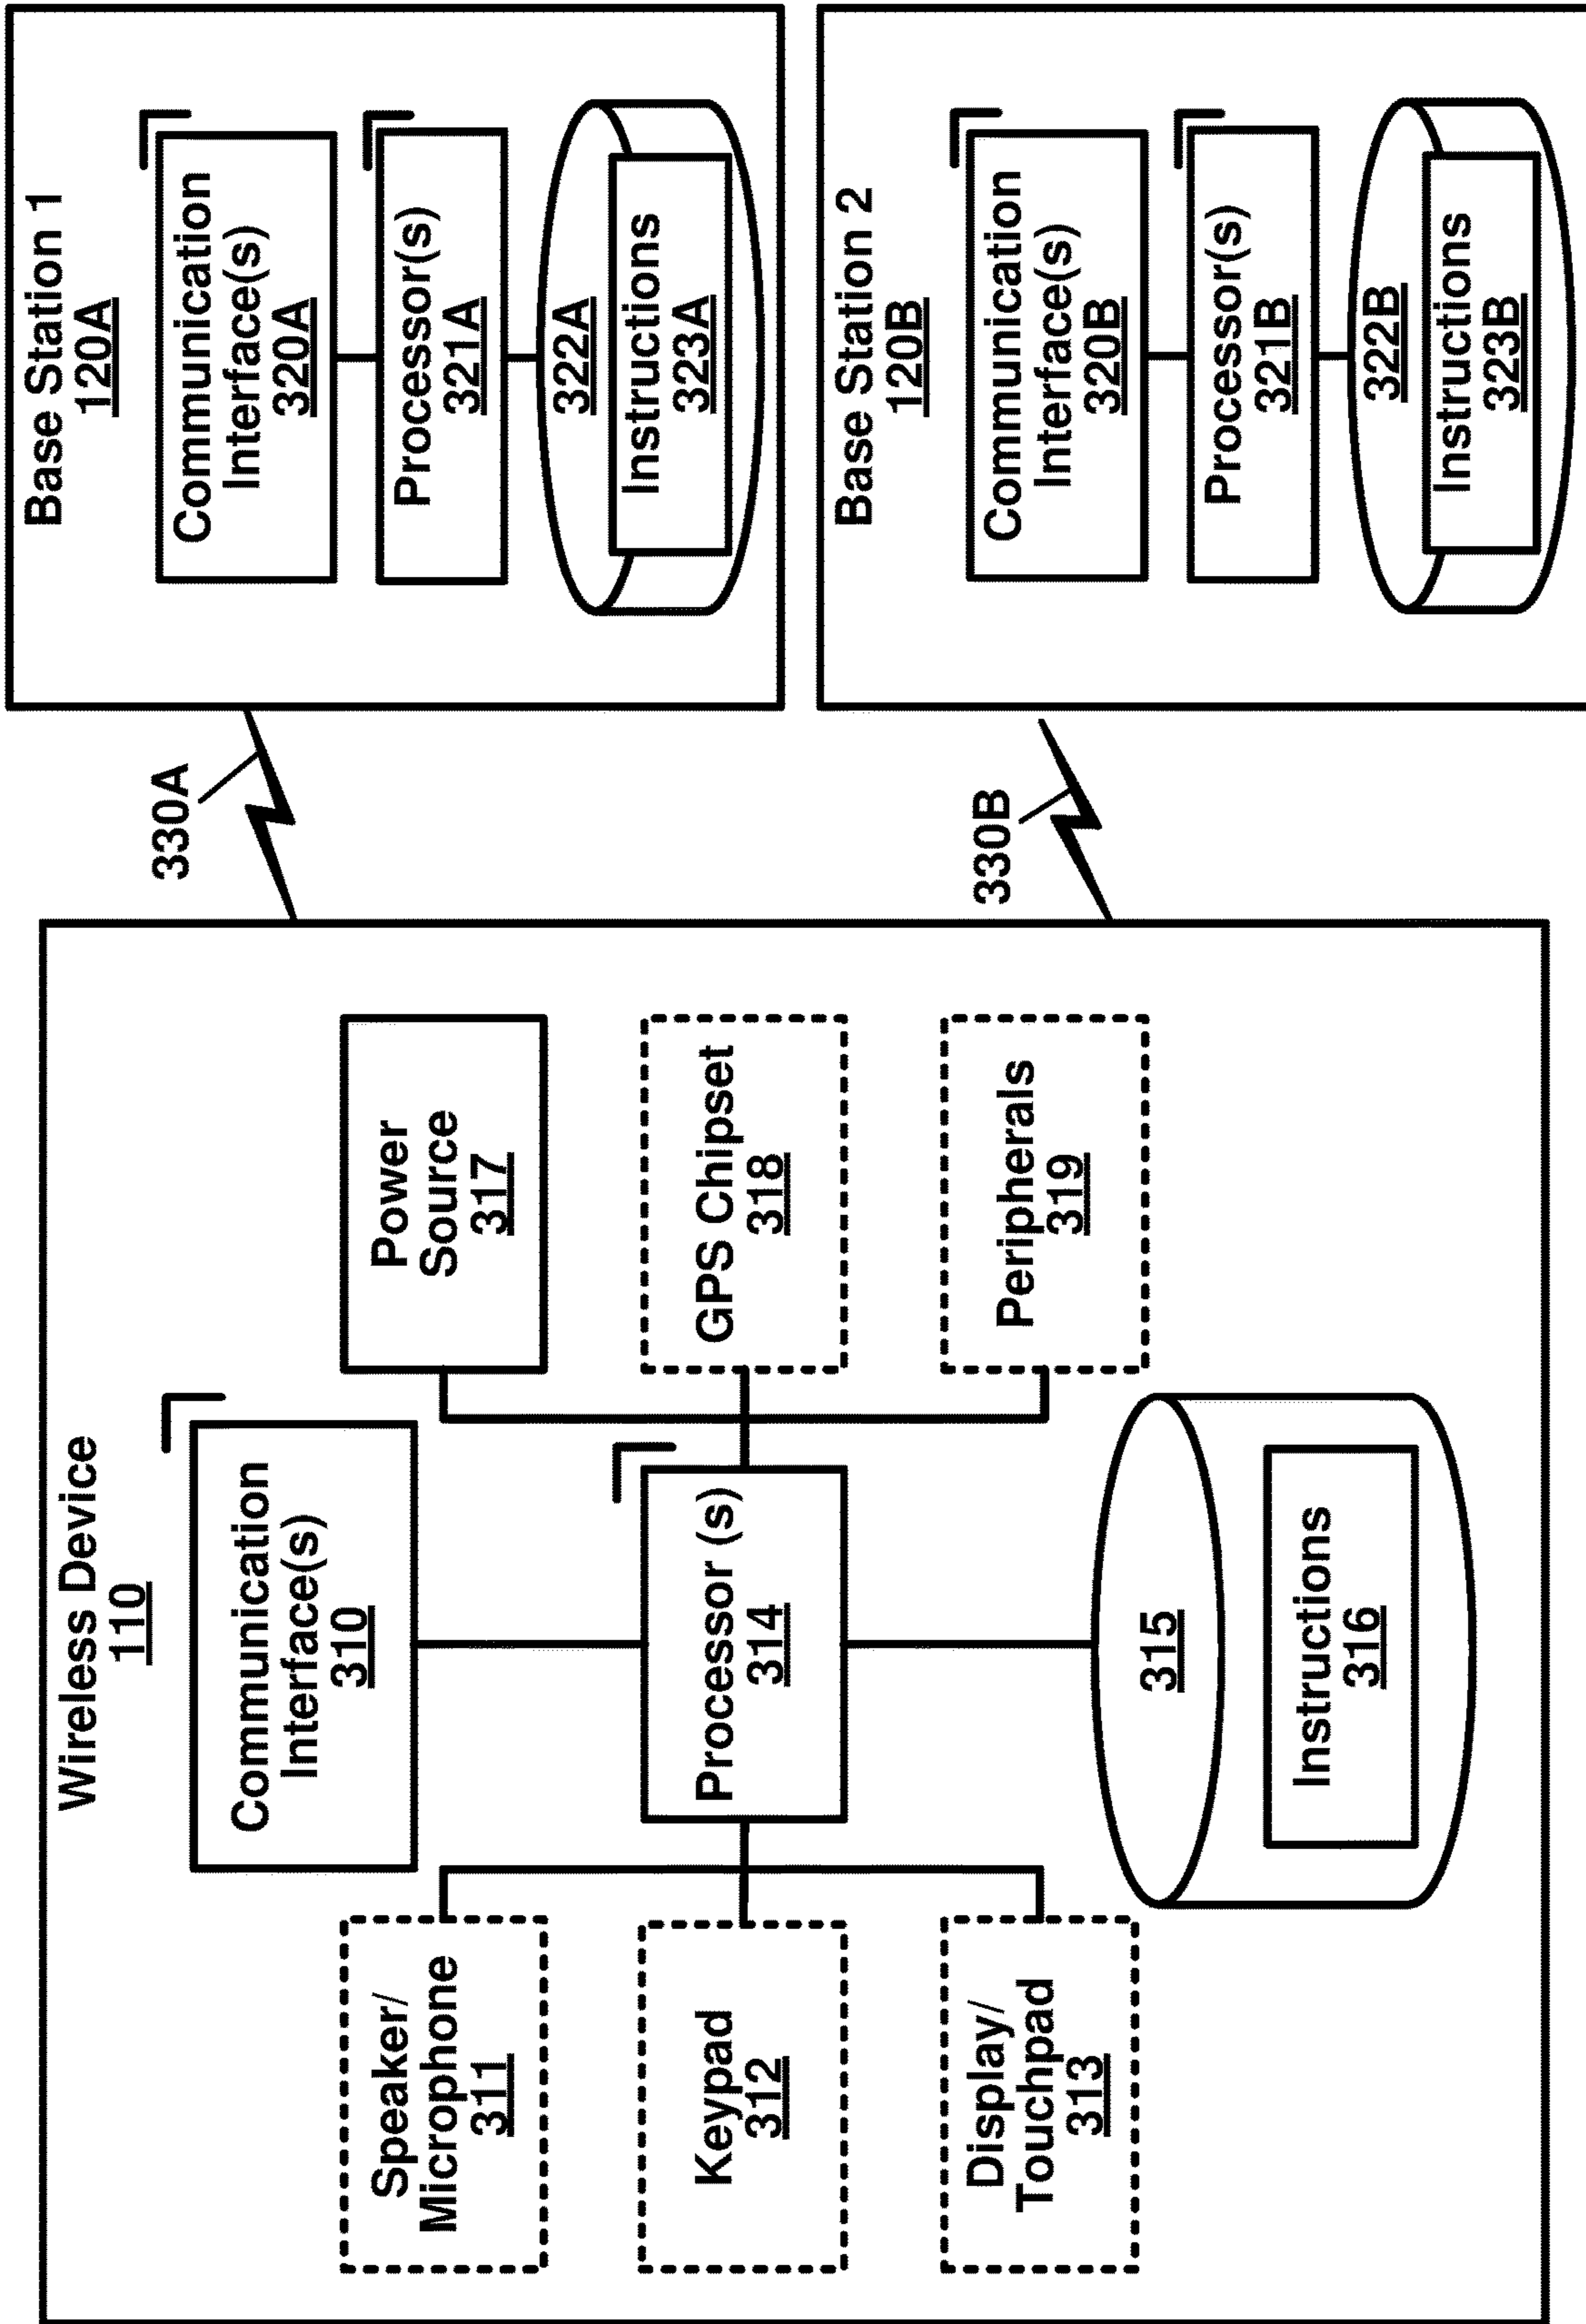 Wireless Device
110
Communication
Interface(s)
310
Speaker/
Microphone
311
Keypad
312
Display/
Touchpad
313
Processor (s)
314
Power
Source
317
GPS Chipset
318
Peripherals
319
315
Instructions
316
330A
330B
Base Station 1
120A
Communication
Interface(s)
320A
Processor(s)
321A
322A
Instructions
323A
Base Station 2
120B
Communication
Interface(s)
320B
Processor(s)
321B
322B
Instructions
323B